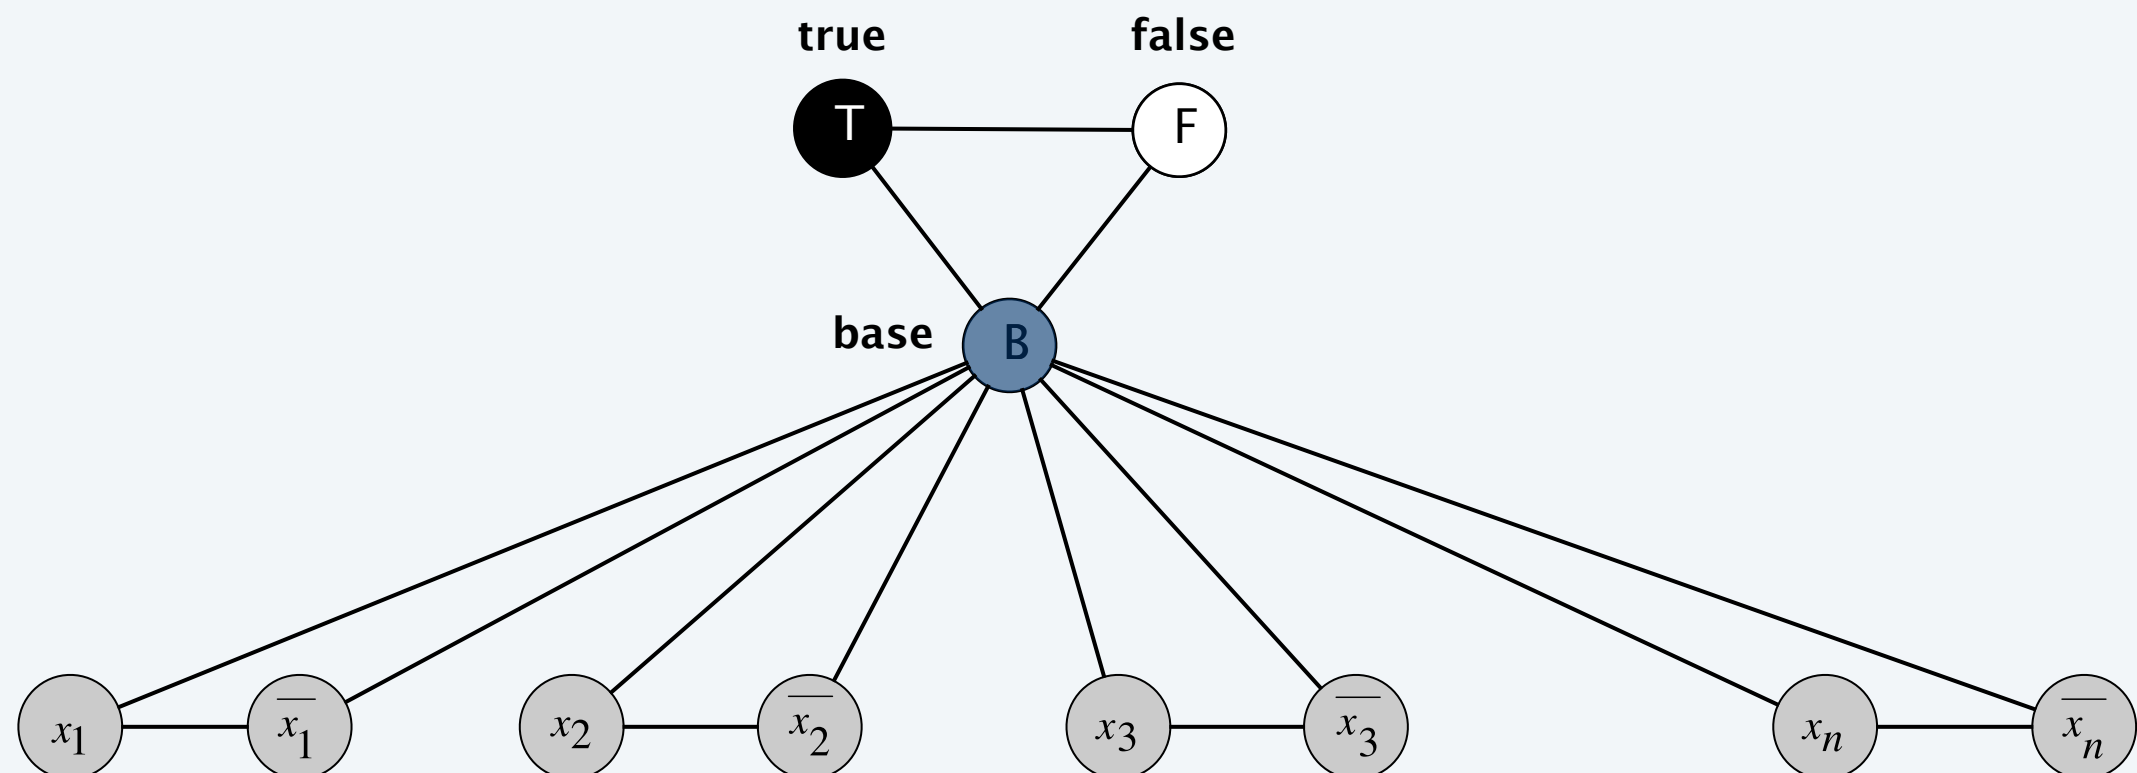 true false
T F
base B
x₁ x̅₁ x₂ x̅₂ x₃ x̅₃ xₙ x̅ₙ